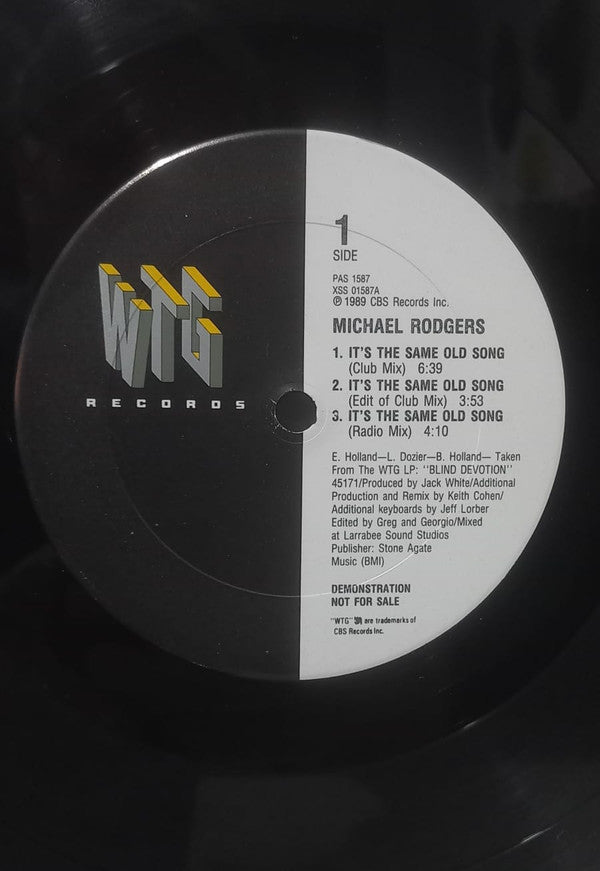 WTG
RECORDS
1
SIDE
PAS 1587
XSS 01587A
℗ 1989 CBS Records Inc.
MICHAEL RODGERS
1. IT'S THE SAME OLD SONG
(Club Mix) 6:39
2. IT'S THE SAME OLD SONG
(Edit of Club Mix) 3:53
3. IT'S THE SAME OLD SONG
(Radio Mix) 4:10
E. Holland—L. Dozier—B. Holland— Taken
From The WTG LP: "BLIND DEVOTION"
45171/Produced by Jack White/Additional
Production and Remix by Keith Cohen/
Additional keyboards by Jeff Lorber
Edited by Greg and Georgio/Mixed
at Larrabee Sound Studios
Publisher: Stone Agate
Music (BMI)
DEMONSTRATION
NOT FOR SALE
"WTG" are trademarks of
CBS Records Inc.